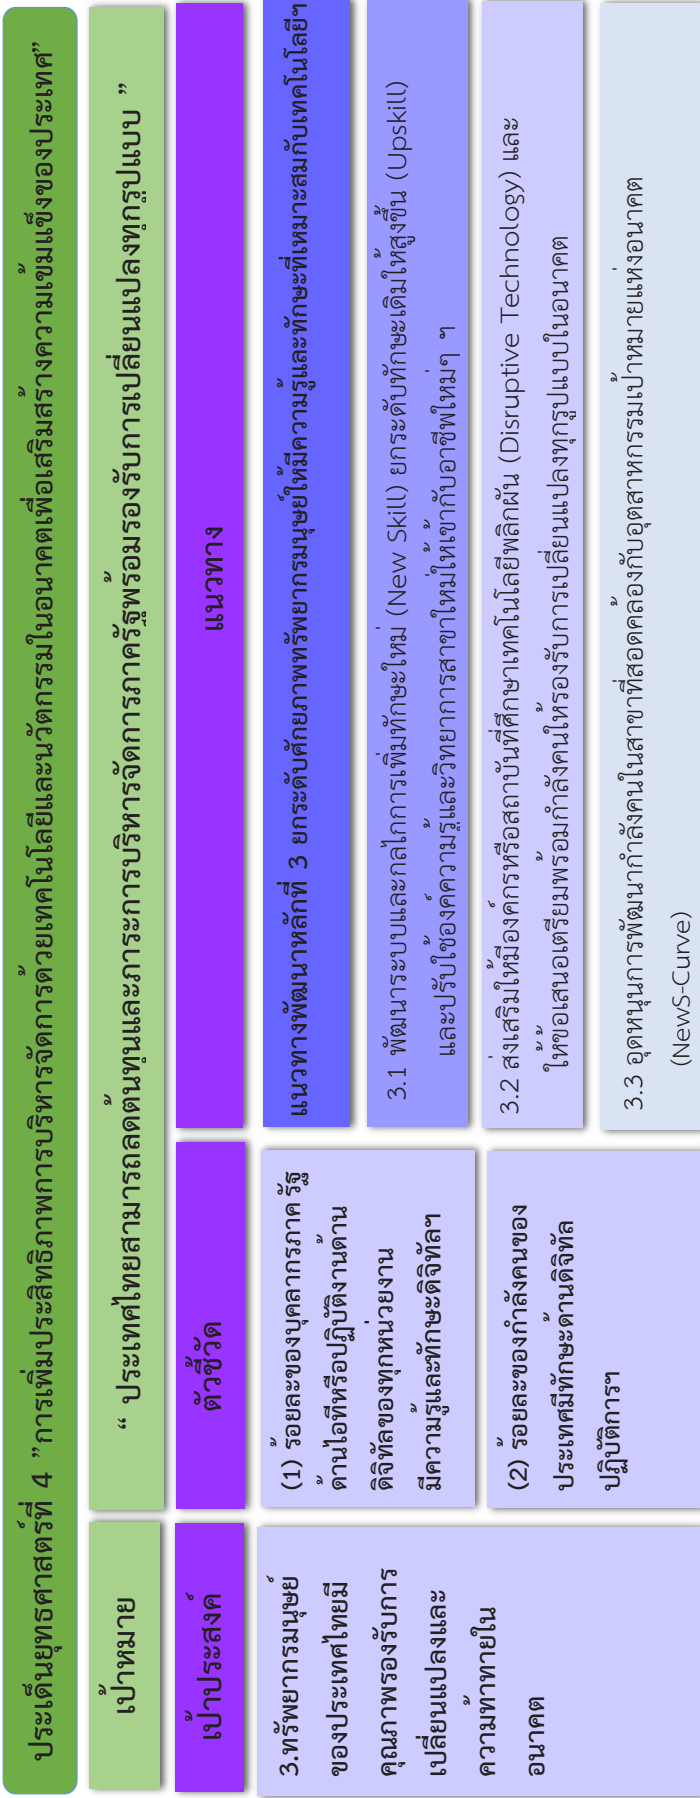 ประเด็นยุทธศาสตร์ที่ 4 ”การเพิ่มประสิทธิภาพการบริหารจัดการด้วยเทคโนโลยีและนวัตกรรมในอนาคตเพื่อเสริมสร้างความเข้มแข็งของประเทศ”
เป้าหมาย
“ ประเทศไทยสามารถลดต้นทุนและภาระการบริหารจัดการภาครัฐพร้อมรองรับการเปลี่ยนแปลงทุกรูปแบบ ”
เป้าประสงค์
ตัวชี้วัด
แนวทาง
3.ทรัพยากรมนุษย์
ของประเทศไทยมี
คุณภาพรองรับการ
เปลี่ยนแปลงและ
ความท้าทายใน
อนาคต
(1) ร้อยละของบุคลากรภาครัฐ
ด้านไอทีหรือปฏิบัติงานด้าน
ดิจิทัลของทุกหน่วยงาน
มีความรู้และทักษะดิจิทัลฯ
(2) ร้อยละของกำลังคนของ
ประเทศมีทักษะด้านดิจิทัล
ปฏิบัติการฯ
แนวทางพัฒนาหลักที่ 3 ยกระดับศักยภาพทรัพยากรมนุษย์ให้มีความรู้และทักษะที่เหมาะสมกับเทคโนโลยีฯ
3.1 พัฒนาระบบและกลไกการเพิ่มทักษะใหม่ (New Skill) ยกระดับทักษะเดิมให้สูงขึ้น (Upskill)
และปรับใช้องค์ความรู้และวิทยาการสาขาใหม่ให้เข้ากับอาชีพใหม่ๆ ฯ
3.2 ส่งเสริมให้มีองค์กรหรือสถาบันที่ศึกษาเทคโนโลยีพลิกผัน (Disruptive Technology) และ
ให้ข้อเสนอเตรียมพร้อมกำลังคนให้รองรับการเปลี่ยนแปลงทุกรูปแบบในอนาคต
3.3 อุดหนุนการพัฒนากำลังคนในสาขาที่สอดคล้องกับอุตสาหกรรมเป้าหมายแห่งอนาคต
(NewS-Curve)